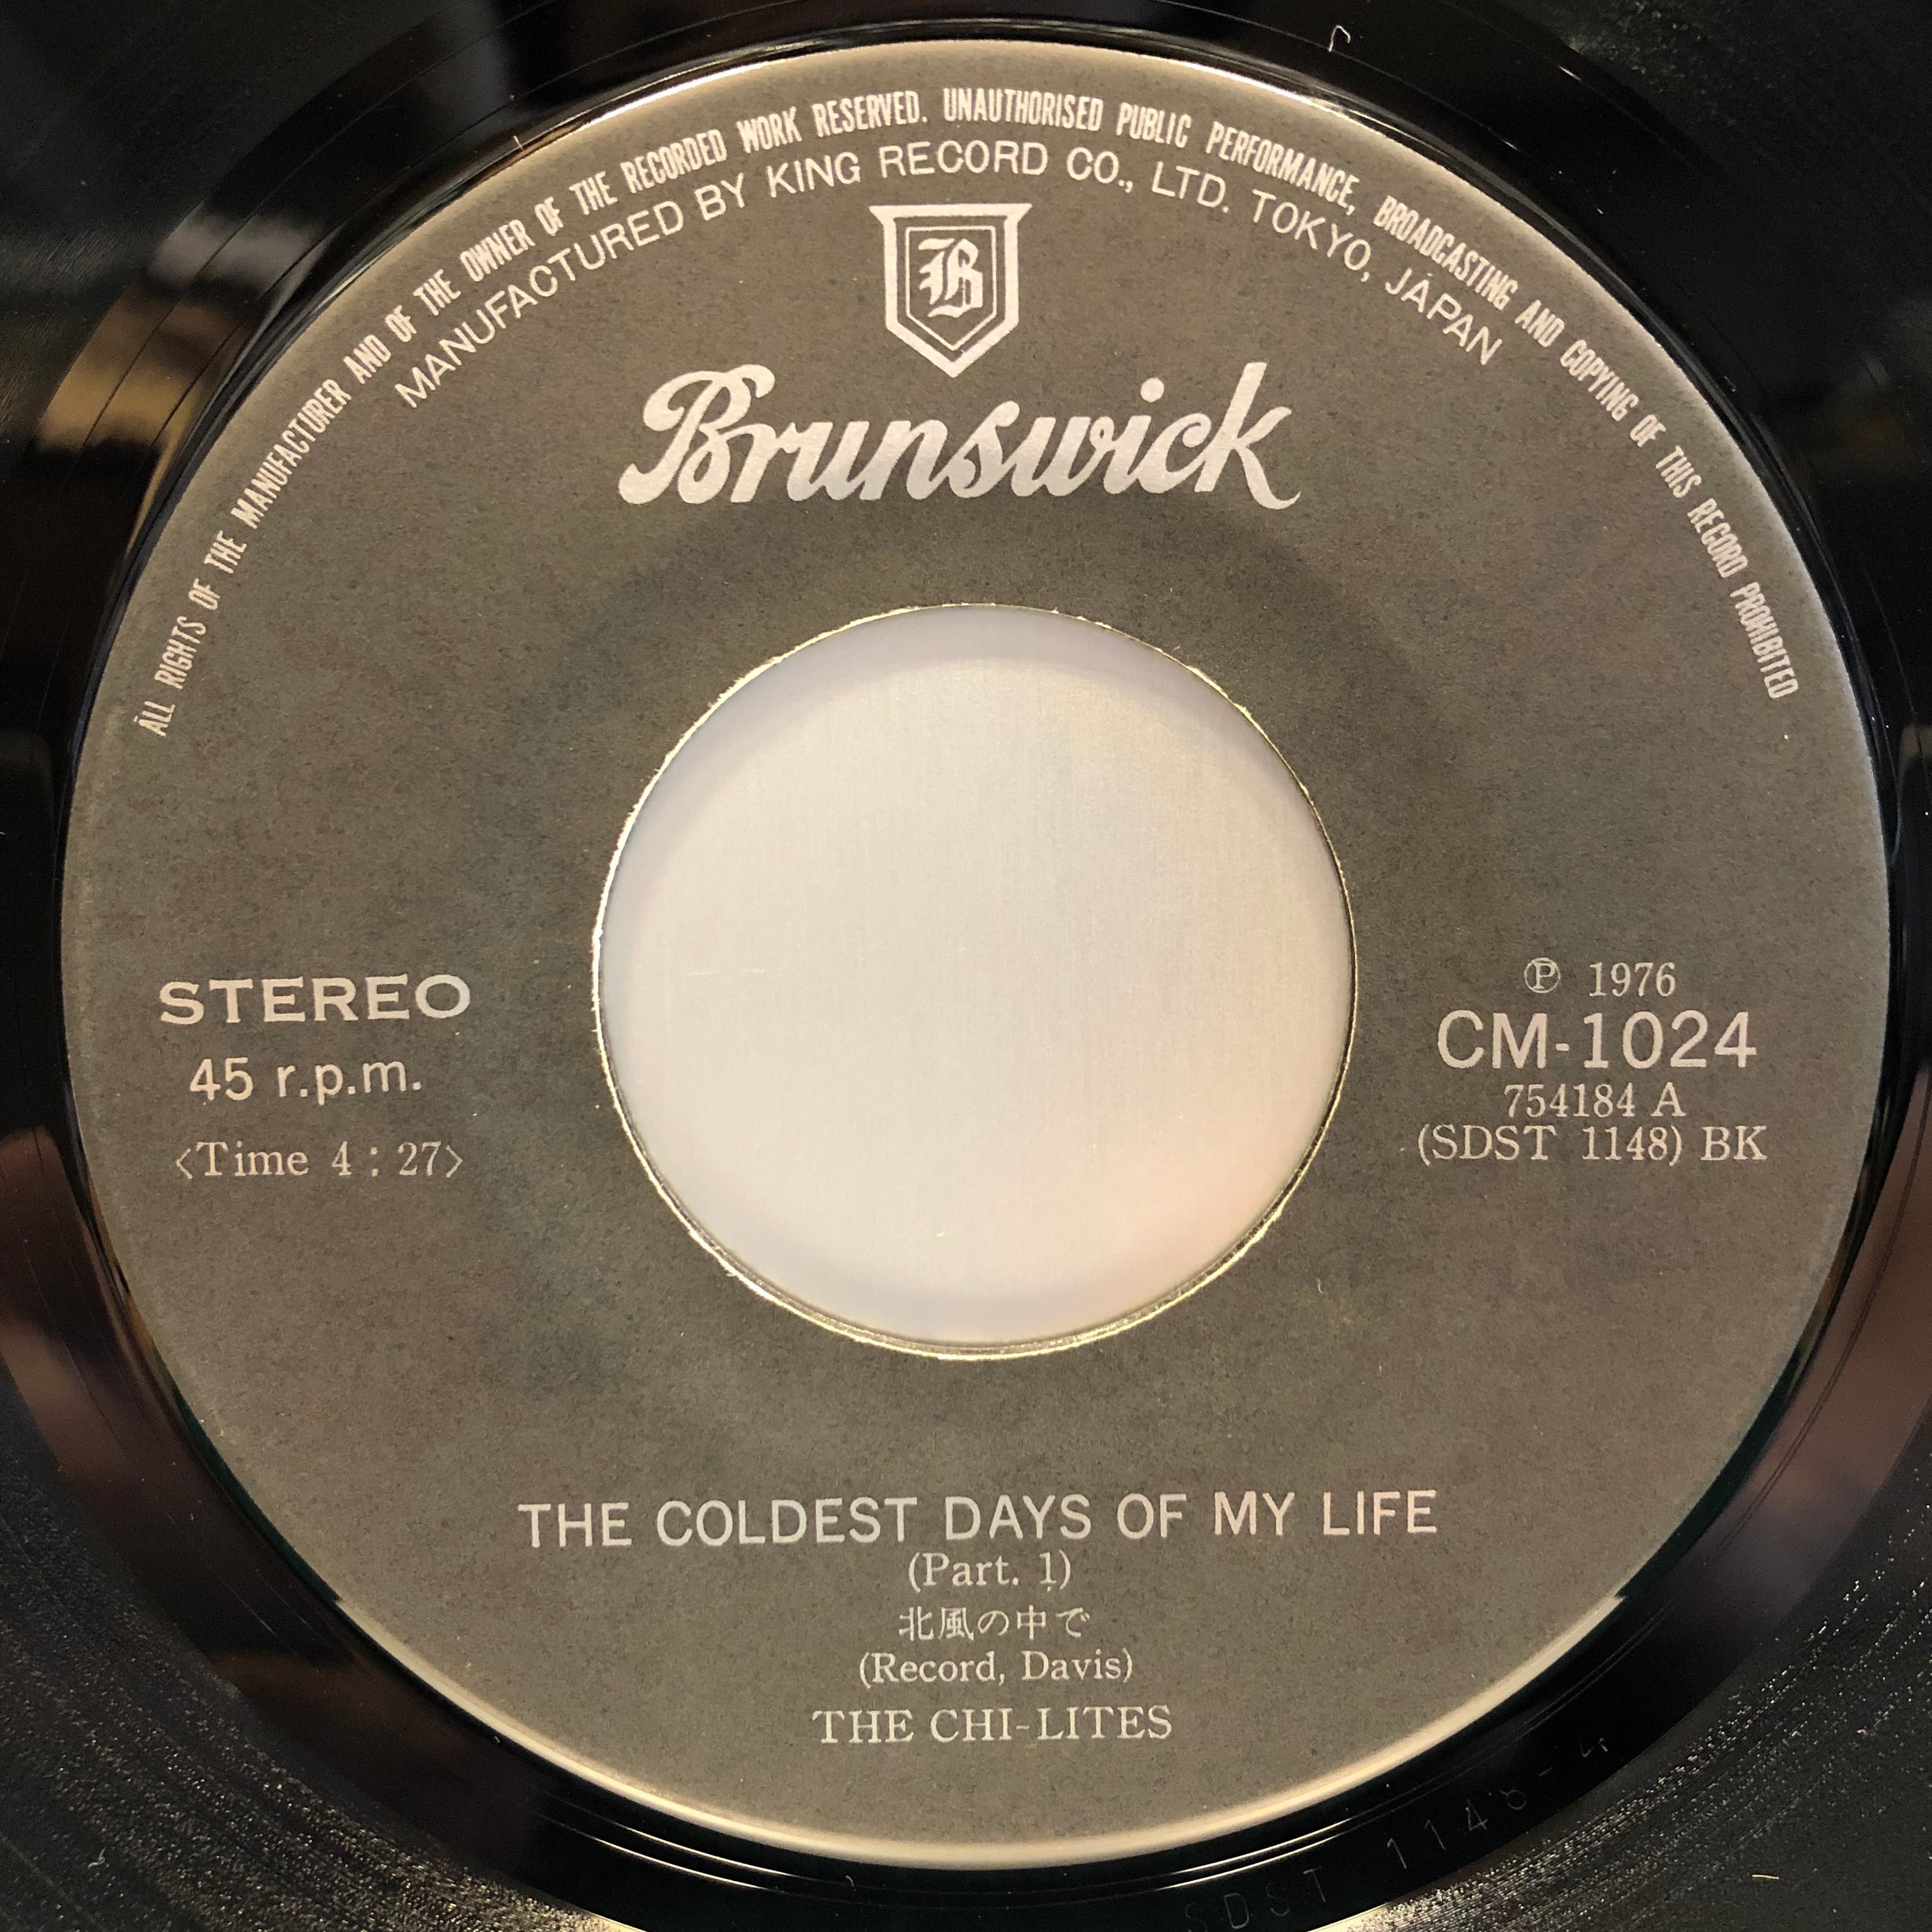 ALL RIGHTS OF THE MANUFACTURER AND OF THE OWNER OF THE RECORDED WORK RESERVED. UNAUTHORISED PUBLIC PERFORMANCE, BROADCASTING AND COPYING OF THIS RECORD PROHIBITED
MANUFACTURED BY KING RECORD CO., LTD. TOKYO, JAPAN
B
Brunswick
STEREO
45 r.p.m.
<Time 4 : 27>
℗ 1976
CM-1024
754184 A
(SDST 1148) BK
THE COLDEST DAYS OF MY LIFE
(Part. 1)
北風の中で
(Record, Davis)
THE CHI-LITES
SDST 1148-4